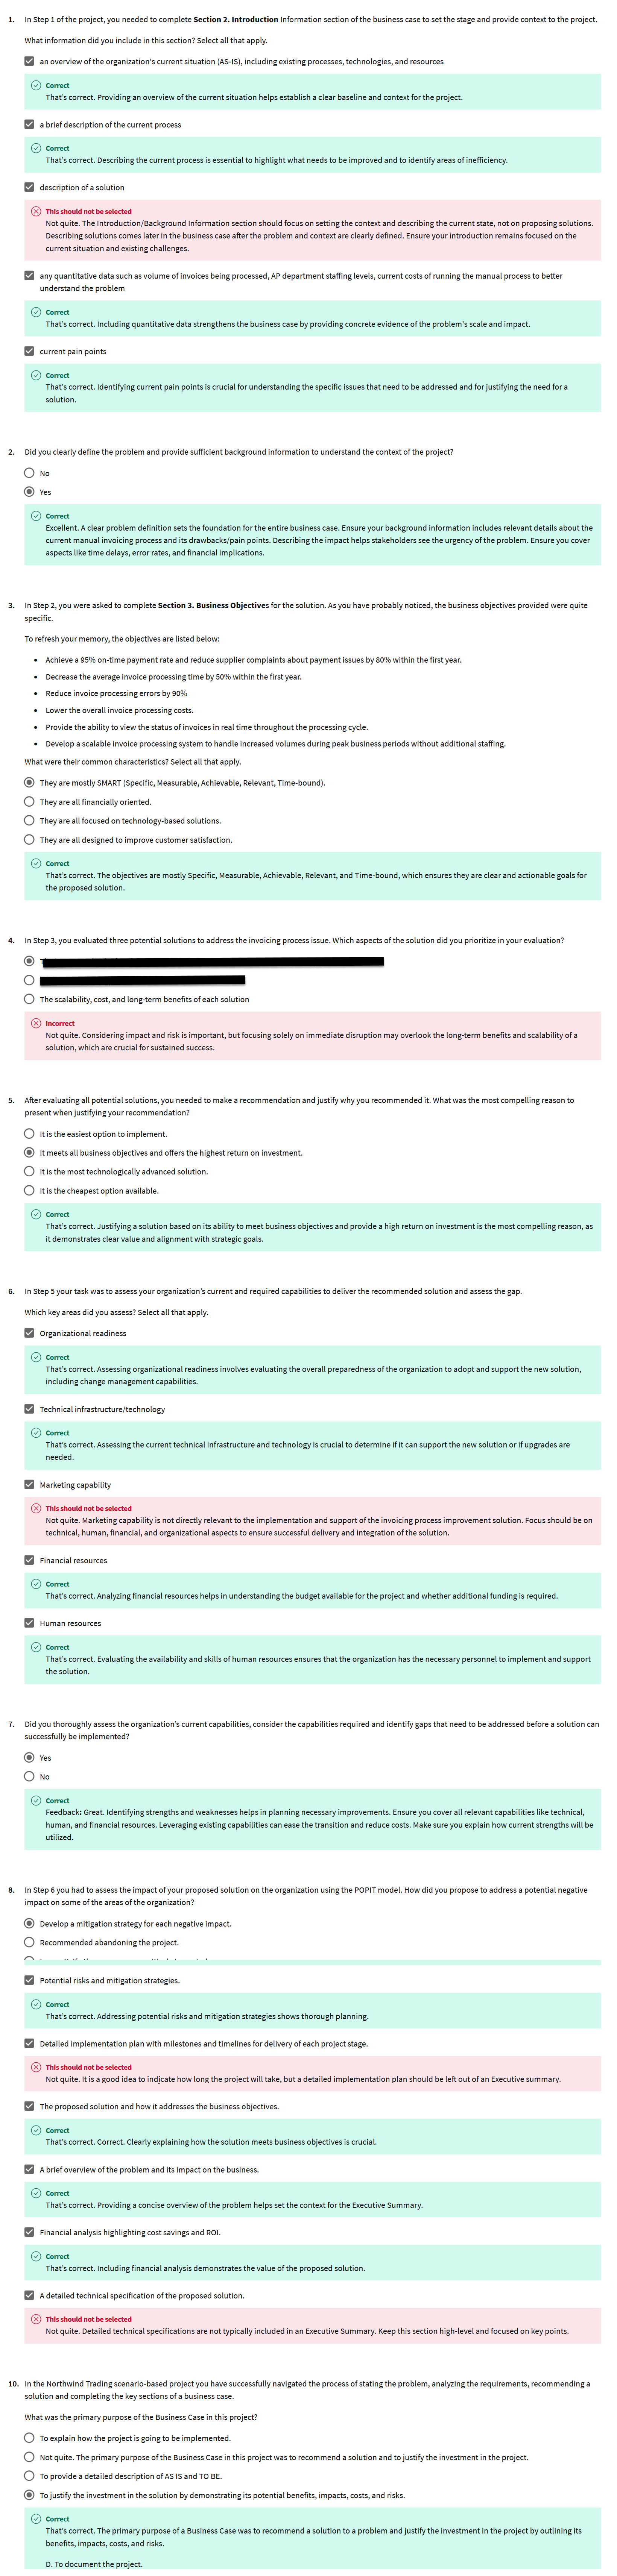 1. In Step 1 of the project, you needed to complete Section 2. Introduction Information section of the business case to set the stage and provide context to the project.
What information did you include in this section? Select all that apply.
an overview of the organization's current situation (AS-IS), including existing processes, technologies, and resources
Correct
That's correct. Providing an overview of the current situation helps establish a clear baseline and context for the project.
a brief description of the current process
Correct
That's correct. Describing the current process is essential to highlight what needs to be improved and to identify areas of inefficiency.
description of a solution
This should not be selected
Not quite. The Introduction/Background Information section should focus on setting the context and describing the current state, not on proposing solutions.
Describing solutions comes later in the business case after the problem and context are clearly defined. Ensure your introduction remains focused on the
current situation and existing challenges.
any quantitative data such as volume of invoices being processed, AP department staffing levels, current costs of running the manual process to better
understand the problem
Correct
That's correct. Including quantitative data strengthens the business case by providing concrete evidence of the problem's scale and impact.
current pain points
Correct
That's correct. Identifying current pain points is crucial for understanding the specific issues that need to be addressed and for justifying the need for a
solution.
2. Did you clearly define the problem and provide sufficient background information to understand the context of the project?
No
Yes
Correct
Excellent. A clear problem definition sets the foundation for the entire business case. Ensure your background information includes relevant details about the
current manual invoicing process and its drawbacks/pain points. Describing the impact helps stakeholders see the urgency of the problem. Ensure you cover
aspects like time delays, error rates, and financial implications.
3. In Step 2, you were asked to complete Section 3. Business Objectives for the solution. As you have probably noticed, the business objectives provided were quite
specific.
To refresh your memory, the objectives are listed below:
• Achieve a 95% on-time payment rate and reduce supplier complaints about payment issues by 80% within the first year.
• Decrease the average invoice processing time by 50% within the first year.
• Reduce invoice processing errors by 90%
• Lower the overall invoice processing costs.
• Provide the ability to view the status of invoices in real time throughout the processing cycle.
• Develop a scalable invoice processing system to handle increased volumes during peak business periods without additional staffing.
What were their common characteristics? Select all that apply.
They are mostly SMART (Specific, Measurable, Achievable, Relevant, Time-bound).
They are all financially oriented.
They are all focused on technology-based solutions.
They are all designed to improve customer satisfaction.
Correct
That's correct. The objectives are mostly Specific, Measurable, Achievable, Relevant, and Time-bound, which ensures they are clear and actionable goals for
the proposed solution.
4. In Step 3, you evaluated three potential solutions to address the invoicing process issue. Which aspects of the solution did you prioritize in your evaluation?
The scalability, cost, and long-term benefits of each solution
Incorrect
Not quite. Considering impact and risk is important, but focusing solely on immediate disruption may overlook the long-term benefits and scalability of a
solution, which are crucial for sustained success.
5. After evaluating all potential solutions, you needed to make a recommendation and justify why you recommended it. What was the most compelling reason to
present when justifying your recommendation?
It is the easiest option to implement.
It meets all business objectives and offers the highest return on investment.
It is the most technologically advanced solution.
It is the cheapest option available.
Correct
That's correct. Justifying a solution based on its ability to meet business objectives and provide a high return on investment is the most compelling reason, as
it demonstrates clear value and alignment with strategic goals.
6. In Step 5 your task was to assess your organization's current and required capabilities to deliver the recommended solution and assess the gap.
Which key areas did you assess? Select all that apply.
Organizational readiness
Correct
That's correct. Assessing organizational readiness involves evaluating the overall preparedness of the organization to adopt and support the new solution,
including change management capabilities.
Technical infrastructure/technology
Correct
That's correct. Assessing the current technical infrastructure and technology is crucial to determine if it can support the new solution or if upgrades are
needed.
Marketing capability
This should not be selected
Not quite. Marketing capability is not directly relevant to the implementation and support of the invoicing process improvement solution. Focus should be on
technical, human, financial, and organizational aspects to ensure successful delivery and integration of the solution.
Financial resources
Correct
That's correct. Analyzing financial resources helps in understanding the budget available for the project and whether additional funding is required.
Human resources
Correct
That's correct. Evaluating the availability and skills of human resources ensures that the organization has the necessary personnel to implement and support
the solution.
7. Did you thoroughly assess the organization's current capabilities, consider the capabilities required and identify gaps that need to be addressed before a solution can
successfully be implemented?
Yes
No
Correct
Feedback: Great. Identifying strengths and weaknesses helps in planning necessary improvements. Ensure you cover all relevant capabilities like technical,
human, and financial resources. Leveraging existing capabilities can ease the transition and reduce costs. Make sure you explain how current strengths will be
utilized.
8. In Step 6 you had to assess the impact of your proposed solution on the organization using the POPIT model. How did you propose to address a potential negative
impact on some of the areas of the organization?
Develop a mitigation strategy for each negative impact.
Recommended abandoning the project.
Potential risks and mitigation strategies.
Correct
That's correct. Addressing potential risks and mitigation strategies shows thorough planning.
Detailed implementation plan with milestones and timelines for delivery of each project stage.
This should not be selected
Not quite. It is a good idea to indicate how long the project will take, but a detailed implementation plan should be left out of an Executive summary.
The proposed solution and how it addresses the business objectives.
Correct
That's correct. Correct. Clearly explaining how the solution meets business objectives is crucial.
A brief overview of the problem and its impact on the business.
Correct
That's correct. Providing a concise overview of the problem helps set the context for the Executive Summary.
Financial analysis highlighting cost savings and ROI.
Correct
That's correct. Including financial analysis demonstrates the value of the proposed solution.
A detailed technical specification of the proposed solution.
This should not be selected
Not quite. Detailed technical specifications are not typically included in an Executive Summary. Keep this section high-level and focused on key points.
10. In the Northwind Trading scenario-based project you have successfully navigated the process of stating the problem, analyzing the requirements, recommending a
solution and completing the key sections of a business case.
What was the primary purpose of the Business Case in this project?
To explain how the project is going to be implemented.
Not quite. The primary purpose of the Business Case in this project was to recommend a solution and to justify the investment in the project.
To provide a detailed description of AS IS and TO BE.
To justify the investment in the solution by demonstrating its potential benefits, impacts, costs, and risks.
Correct
That's correct. The primary purpose of a Business Case was to recommend a solution to a problem and justify the investment in the project by outlining its
benefits, impacts, costs, and risks.
D. To document the project.